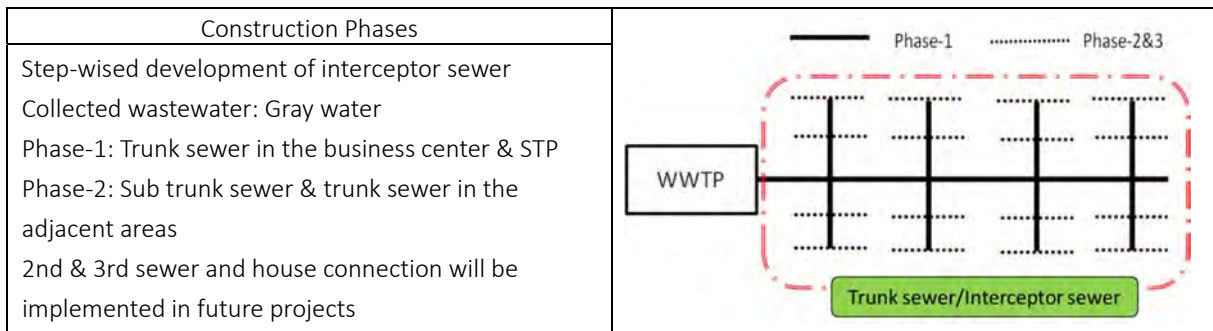 Construction Phases
Step-wised development of interceptor sewer
Collected wastewater: Gray water
Phase-1: Trunk sewer in the business center & STP
Phase-2: Sub trunk sewer & trunk sewer in the
adjacent areas
2nd & 3rd sewer and house connection will be
implemented in future projects
Phase-1 Phase-2&3
WWTP
Trunk sewer/Interceptor sewer